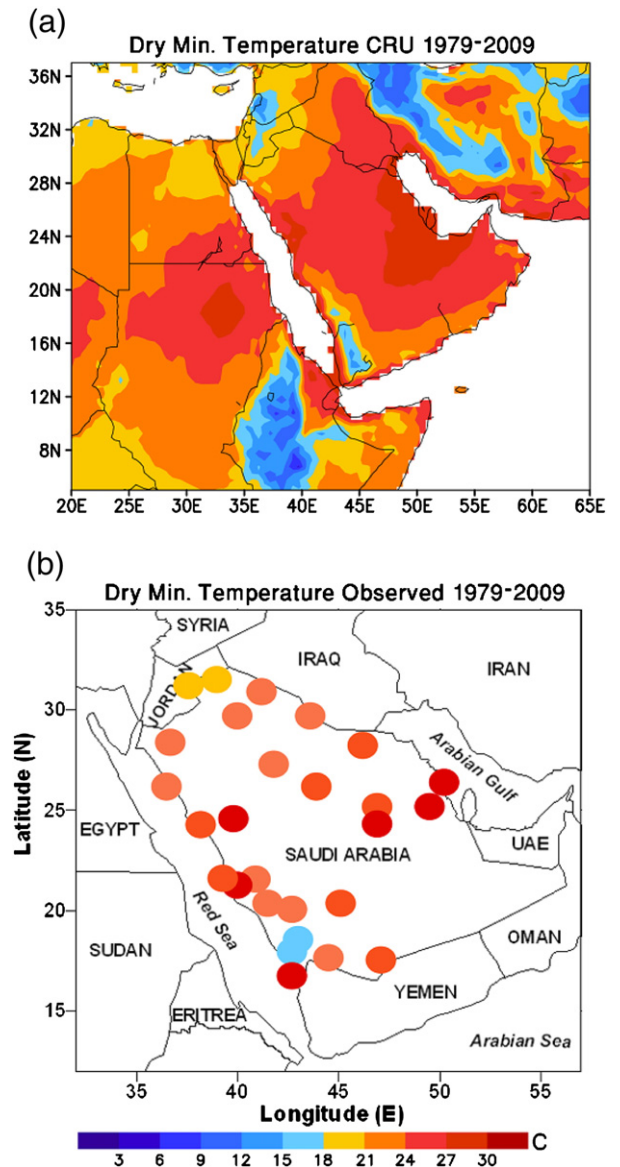 (a)
Dry Min. Temperature CRU 1979-2009
36N
32N
28N
24N
20N
16N
12N
8N
20E 25E 30E 35E 40E 45E 50E 55E 60E 65E
(b)
Dry Min. Temperature Observed 1979-2009
35
30
25
20
15
Latitude (N)
SYRIA
IRAQ
IRAN
JORDAN
Arabian Gulf
EGYPT
SAUDI ARABIA
UAE
Red Sea
OMAN
SUDAN
YEMEN
ERITREA
Arabian Sea
35 40 45 50 55
Longitude (E)
C
3 6 9 12 15 18 21 24 27 30